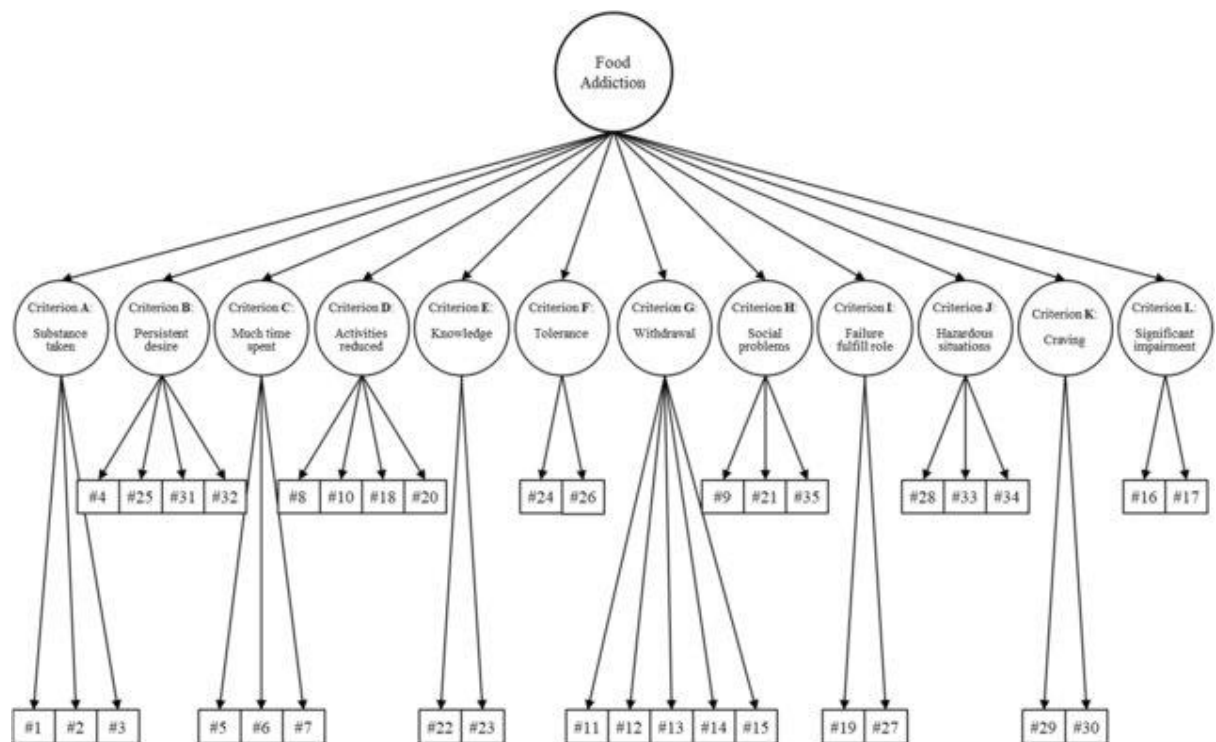 Food
Addiction
Criterion A:
Substance
taken
Criterion B:
Persistent
desire
Criterion C:
Much time
spent
Criterion D:
Activities
reduced
Criterion E:
Knowledge
Criterion F:
Tolerance
Criterion G:
Withdrawal
Criterion H:
Social
problems
Criterion I:
Failure
fulfill role
Criterion J:
Hazardous
situations
Criterion K:
Craving
Criterion L:
Significant
impairment
#4 #25 #31 #32
#8 #10 #18 #20
#24 #26
#9 #21 #35
#28 #33 #34
#16 #17
#1 #2 #3
#5 #6 #7
#22 #23
#11 #12 #13 #14 #15
#19 #27
#29 #30